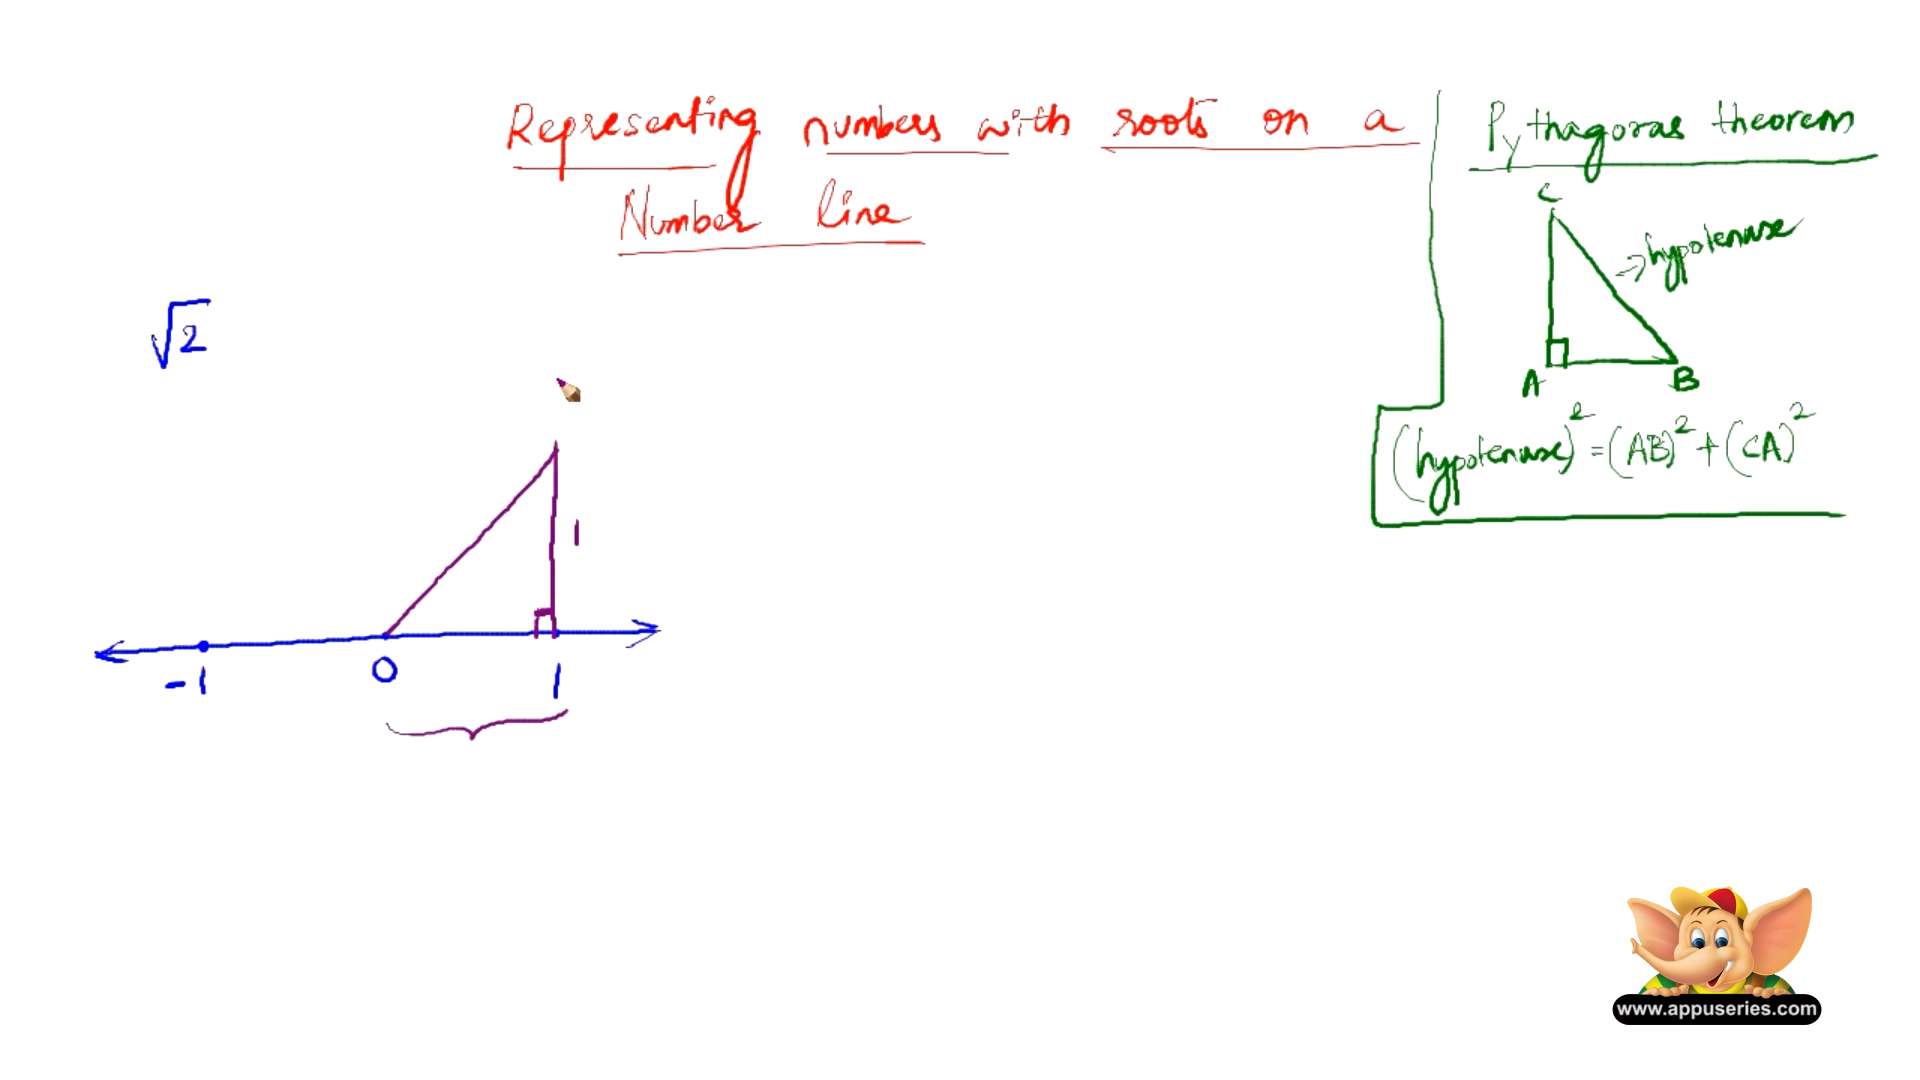 Representing numbers with roots on a
Number line
Pythagoras theorem
C
→ hypotenuse
A B
(hypotenuse)² = (AB)² + (CA)²
√2
1
-1 0 1
www.appuseries.com